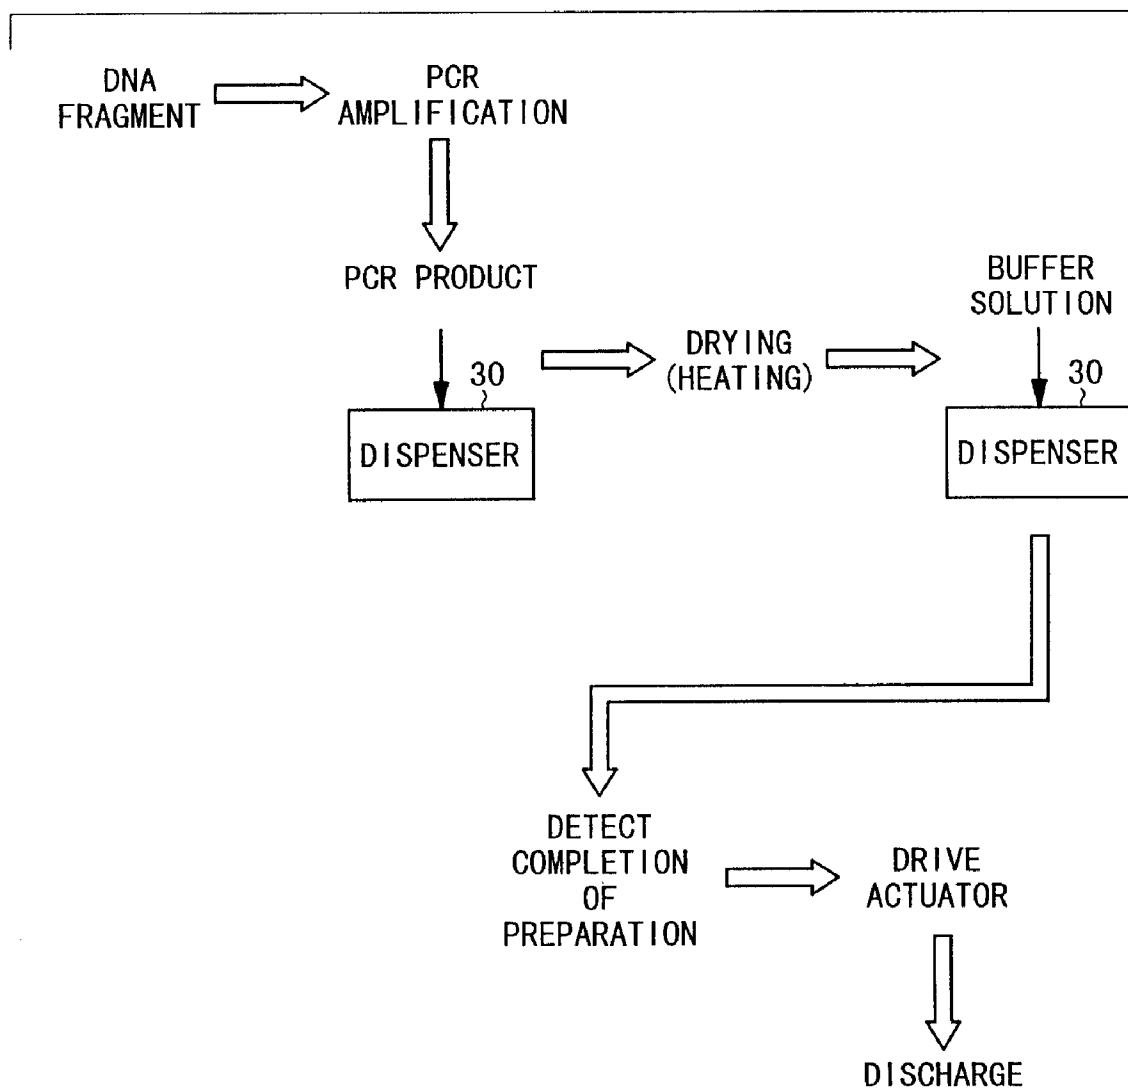 DNA
FRAGMENT
PCR
AMPLIFICATION
PCR PRODUCT
30
DISPENSER
DRYING
(HEATING)
BUFFER
SOLUTION
30
DISPENSER
DETECT
COMPLETION
OF
PREPARATION
DRIVE
ACTUATOR
DISCHARGE